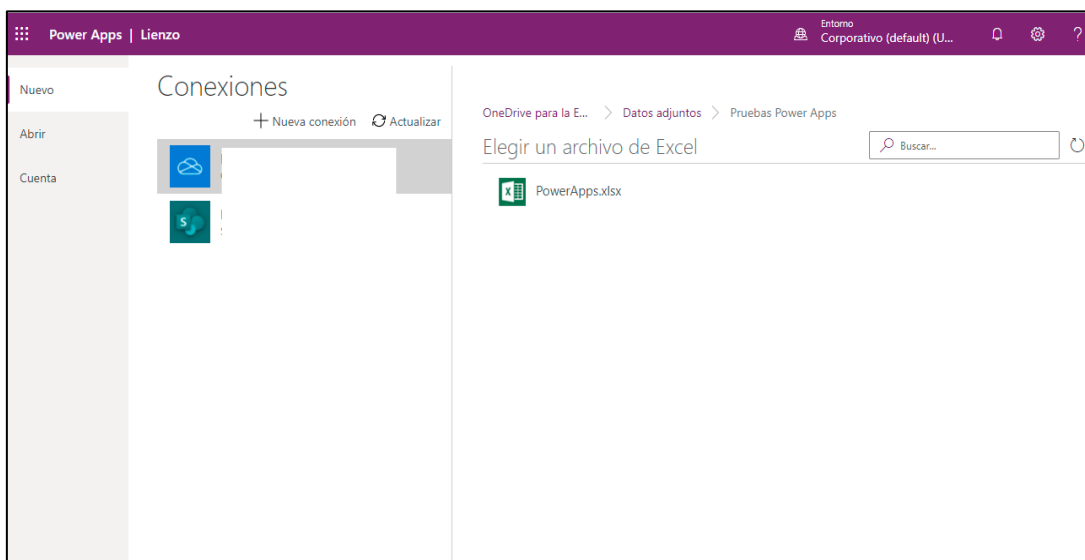 Power Apps | Lienzo
Entorno
Corporativo (default) (U...
Nuevo
Abrir
Cuenta
Conexiones
Nueva conexión
Actualizar
OneDrive para la E... > Datos adjuntos > Pruebas Power Apps
Elegir un archivo de Excel
Buscar...
PowerApps.xlsx